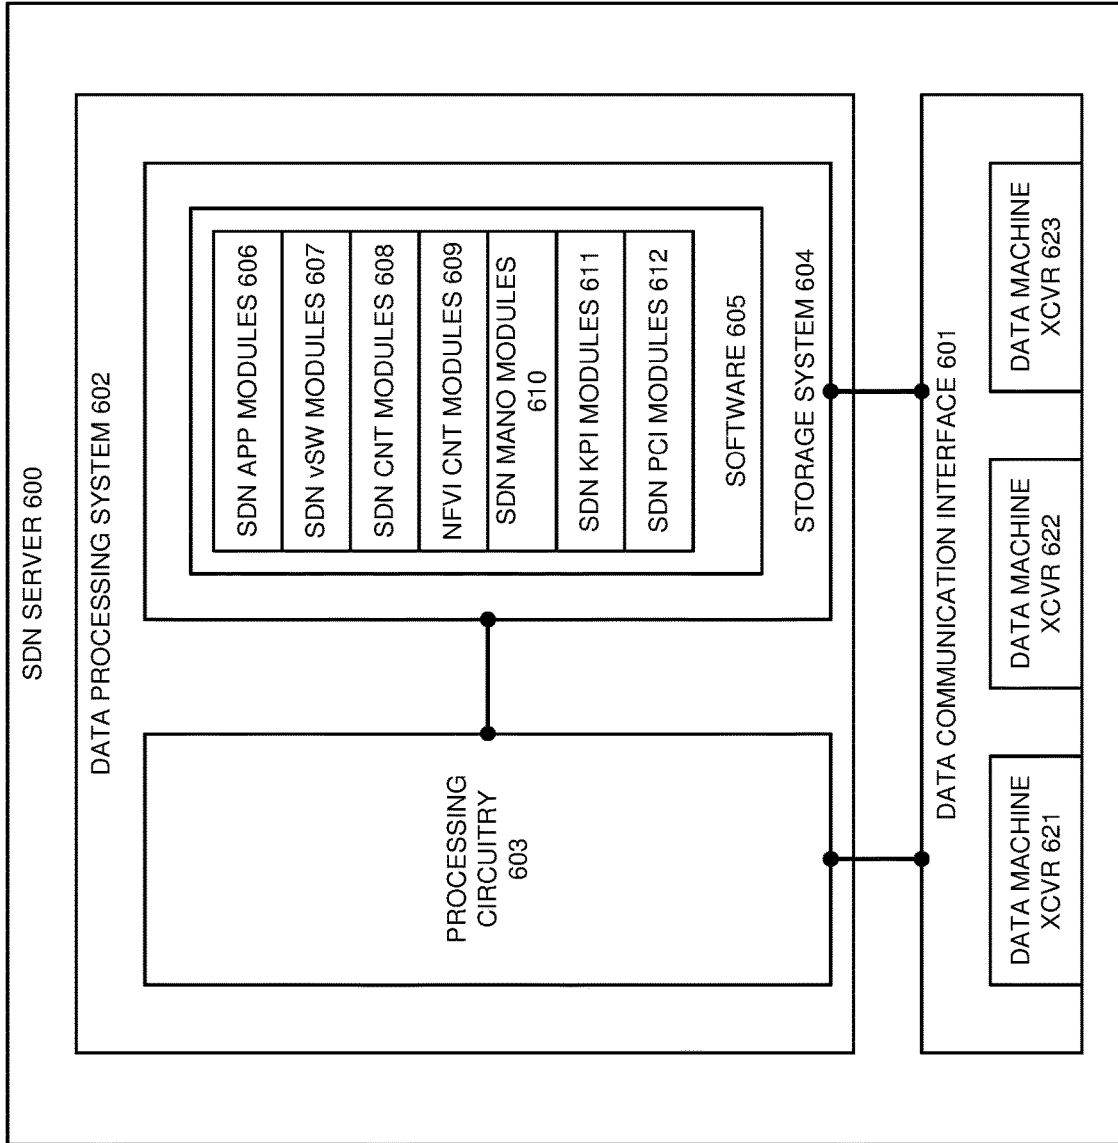 SDN SERVER 600
DATA PROCESSING SYSTEM 602
PROCESSING
CIRCUITRY
603
SDN APP MODULES 606
SDN vSW MODULES 607
SDN CNT MODULES 608
NFVI CNT MODULES 609
SDN MANO MODULES
610
SDN KPI MODULES 611
SDN PCI MODULES 612
SOFTWARE 605
STORAGE SYSTEM 604
DATA COMMUNICATION INTERFACE 601
DATA MACHINE
XCVR 621
DATA MACHINE
XCVR 622
DATA MACHINE
XCVR 623